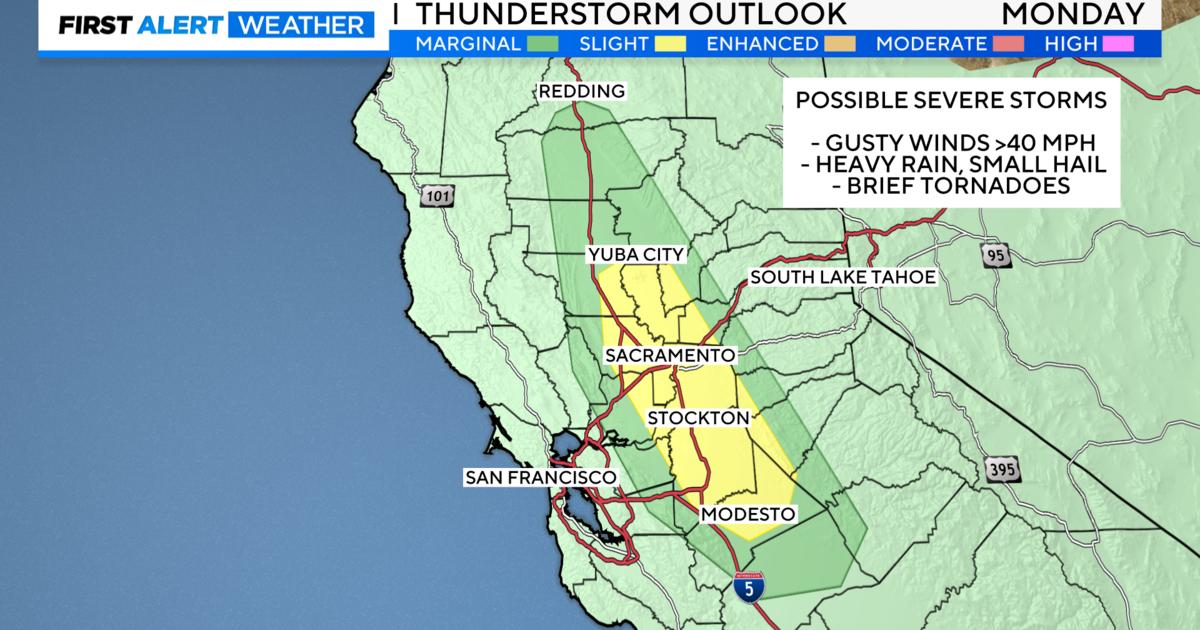 FIRST ALERT WEATHER
I THUNDERSTORM OUTLOOK MONDAY
MARGINAL SLIGHT ENHANCED MODERATE HIGH
REDDING
POSSIBLE SEVERE STORMS
- GUSTY WINDS >40 MPH
- HEAVY RAIN, SMALL HAIL
- BRIEF TORNADOES
101
YUBA CITY
95
SOUTH LAKE TAHOE
SACRAMENTO
STOCKTON
395
SAN FRANCISCO
MODESTO
INTERSTATE
5